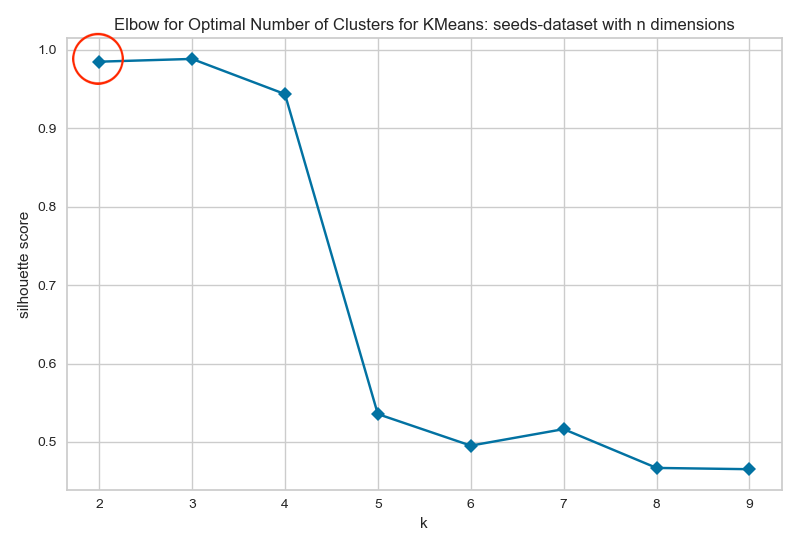 Elbow for Optimal Number of Clusters for KMeans: seeds-dataset with n dimensions
1.0
0.9
0.8
0.7
0.6
0.5
silhouette score
2 3 4 5 6 7 8 9
k